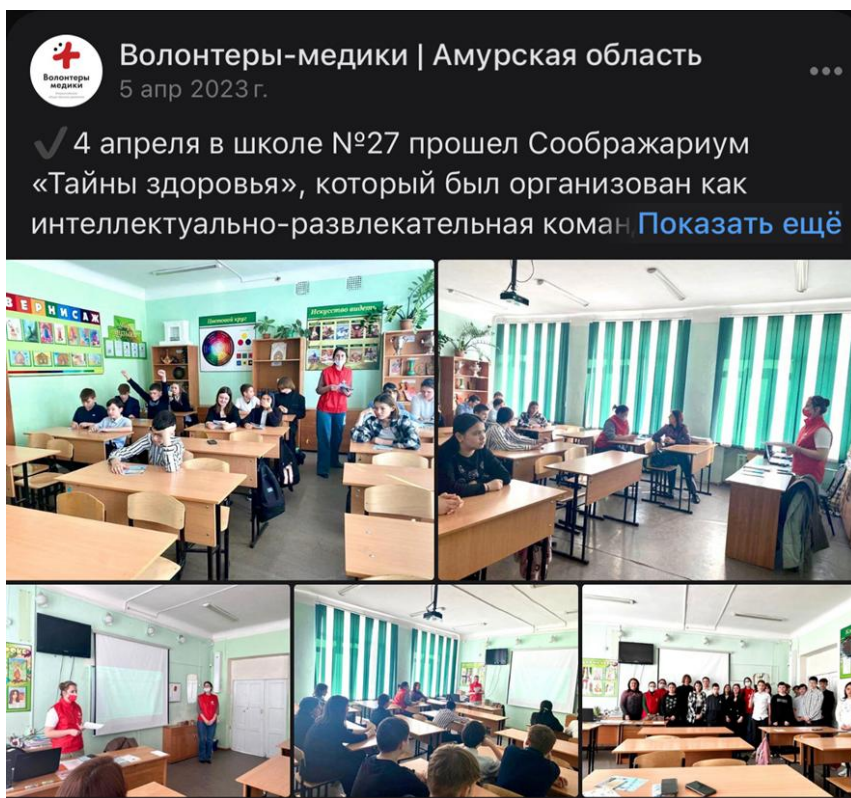 Волонтеры-медики | Амурская область
Волонтеры
медики
5 апр 2023 г.
4 апреля в школе №27 прошел Соображариум
«Тайны здоровья», который был организован как
интеллектуально-развлекательная коман Показать ещё
ВЕРНИСАЖ
Цветовой круг
Искусство видеть